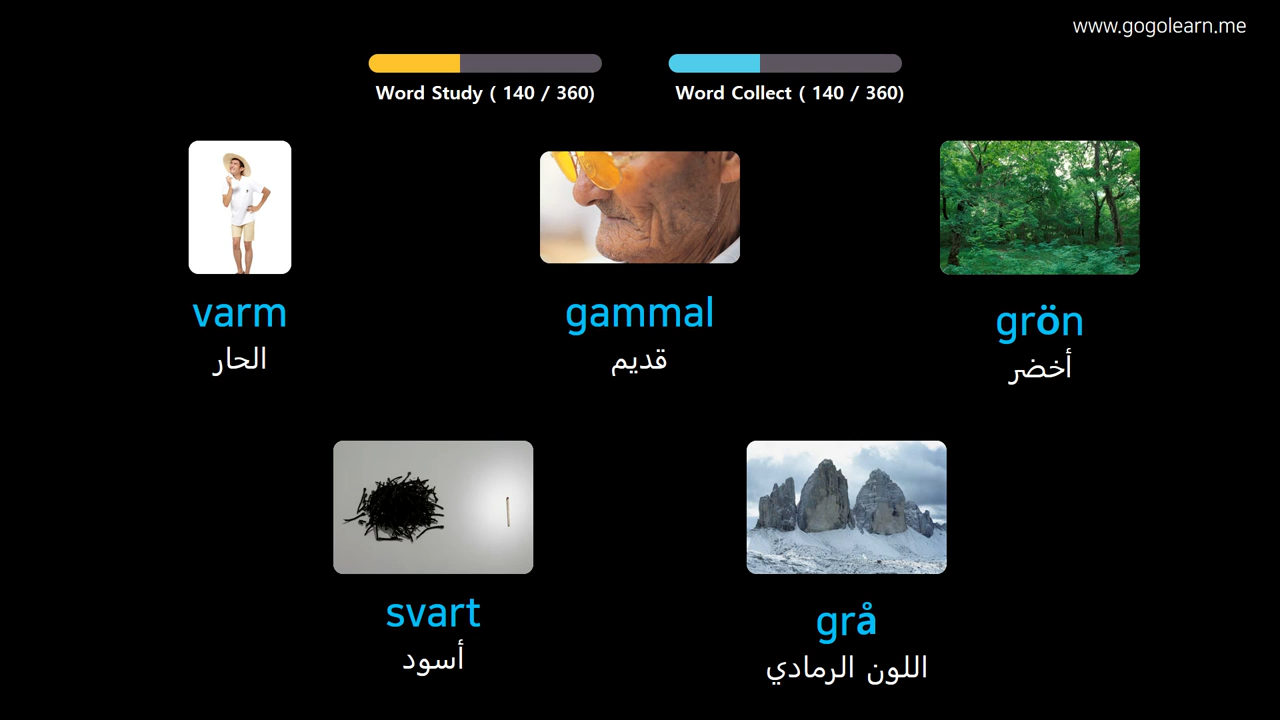 www.gogolearn.me
Word Study ( 140 / 360)
Word Collect ( 140 / 360)
varm
الحار
gammal
قديم
grön
أخضر
svart
أسود
grå
اللون الرمادي